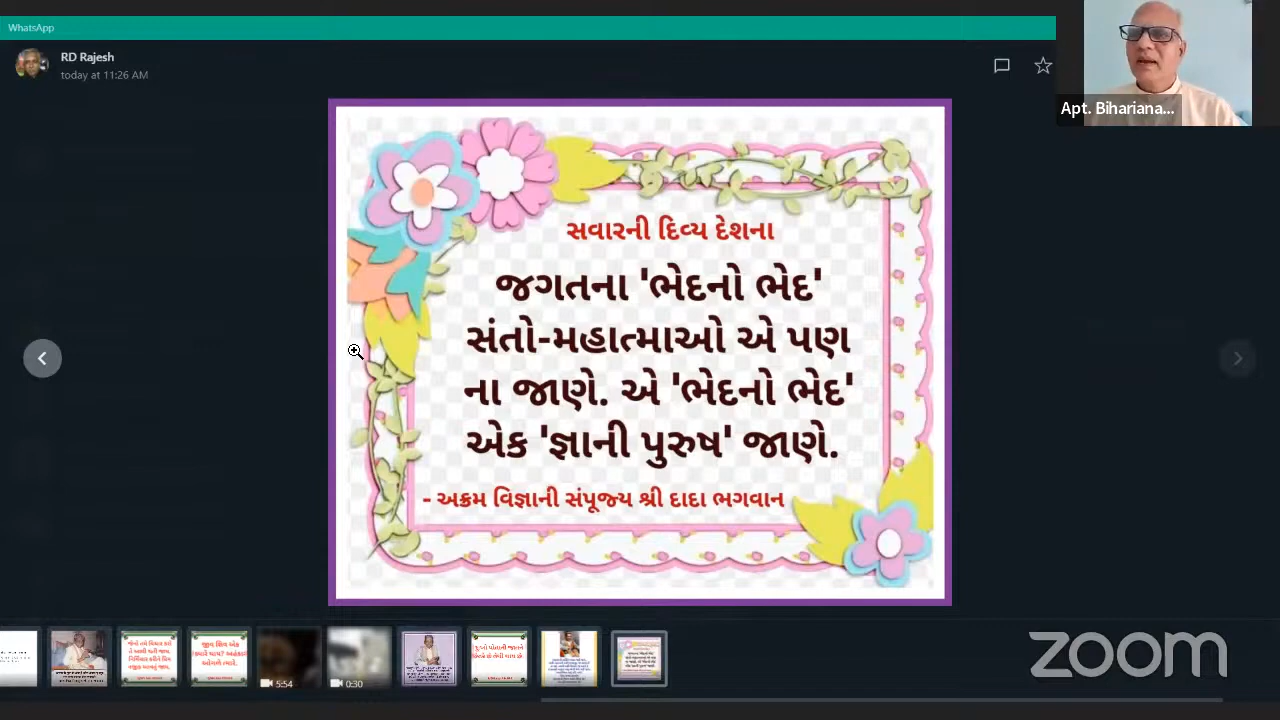 WhatsApp
RD Rajesh
today at 11:26 AM
Apt. Bihariana...
સવારની દિવ્ય દેશના
જગતના 'ભેદનો ભેદ'
સંતો-મહાત્માઓ એ પણ
ના જાણે. એ 'ભેદનો ભેદ'
એક 'જ્ઞાની પુરુષ' જાણે.
- અક્રમ વિજ્ઞાની સંપૂજ્ય શ્રી દાદા ભગવાન
5:54
0:30
zoom